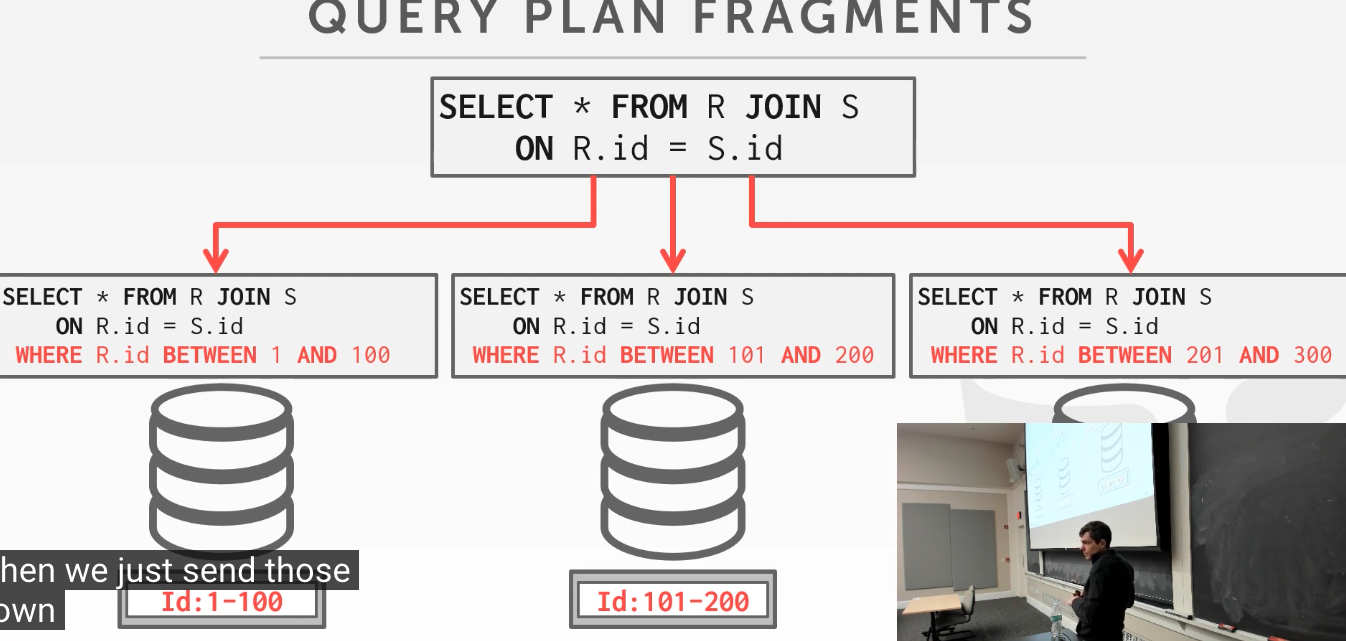 QUERY PLAN FRAGMENTS
SELECT * FROM R JOIN S
ON R.id = S.id
SELECT * FROM R JOIN S
ON R.id = S.id
WHERE R.id BETWEEN 1 AND 100
SELECT * FROM R JOIN S
ON R.id = S.id
WHERE R.id BETWEEN 101 AND 200
SELECT * FROM R JOIN S
ON R.id = S.id
WHERE R.id BETWEEN 201 AND 300
Id:1-100
Id:101-200
hen we just send those
own